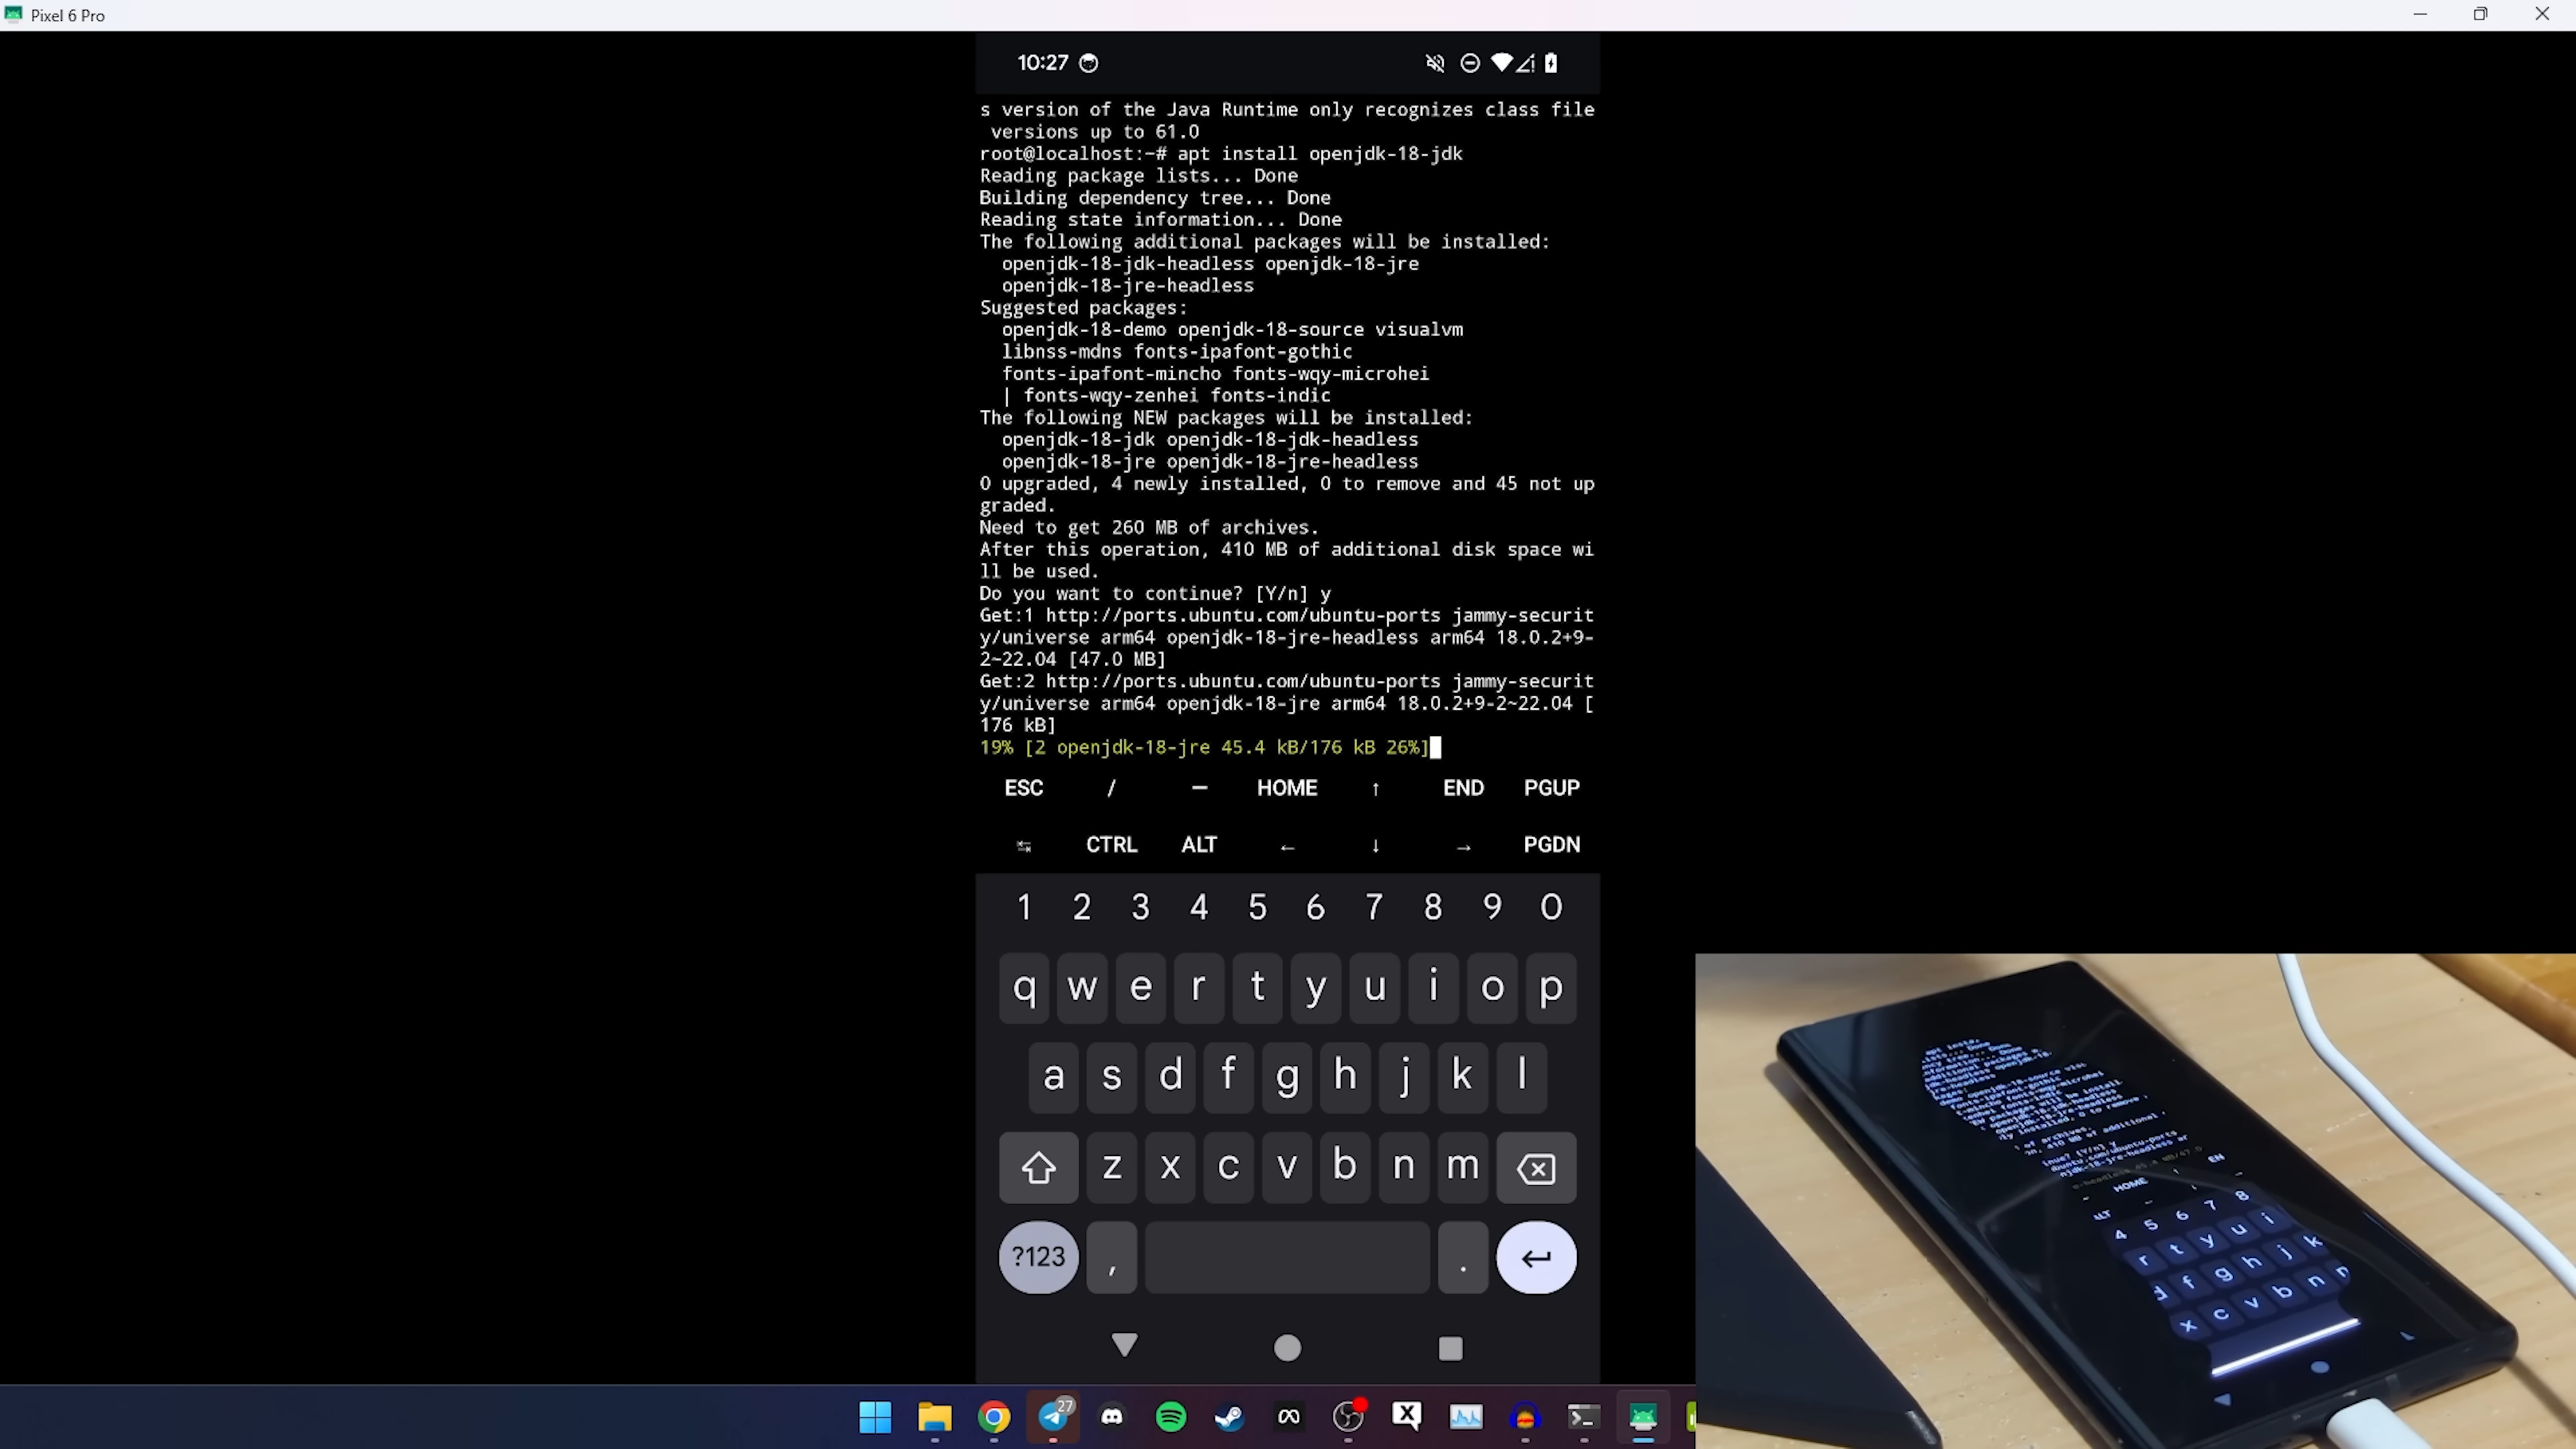 Pixel 6 Pro
10:27
s version of the Java Runtime only recognizes class file
versions up to 61.0
root@localhost:~# apt install openjdk-18-jdk
Reading package lists... Done
Building dependency tree... Done
Reading state information... Done
The following additional packages will be installed:
openjdk-18-jdk-headless openjdk-18-jre
openjdk-18-jre-headless
Suggested packages:
openjdk-18-demo openjdk-18-source visualvm
libnss-mdns fonts-ipafont-gothic
fonts-ipafont-mincho fonts-wqy-microhei
| fonts-wqy-zenhei fonts-indic
The following NEW packages will be installed:
openjdk-18-jdk openjdk-18-jdk-headless
openjdk-18-jre openjdk-18-jre-headless
0 upgraded, 4 newly installed, 0 to remove and 45 not up
graded.
Need to get 260 MB of archives.
After this operation, 410 MB of additional disk space wi
ll be used.
Do you want to continue? [Y/n] y
Get:1 http://ports.ubuntu.com/ubuntu-ports jammy-securit
y/universe arm64 openjdk-18-jre-headless arm64 18.0.2+9-
2~22.04 [47.0 MB]
Get:2 http://ports.ubuntu.com/ubuntu-ports jammy-securit
y/universe arm64 openjdk-18-jre arm64 18.0.2+9-2~22.04 [
176 kB]
19% [2 openjdk-18-jre 45.4 kB/176 kB 26%]
ESC / — HOME ↑ END PGUP
⇆ CTRL ALT ← ↓ → PGDN
1 2 3 4 5 6 7 8 9 0
q w e r t y u i o p
a s d f g h j k l
z x c v b n m
?123 , .
27
HOME
ALT
4 5 6 7 8
r t y u i
d f g h j k
x c v b n